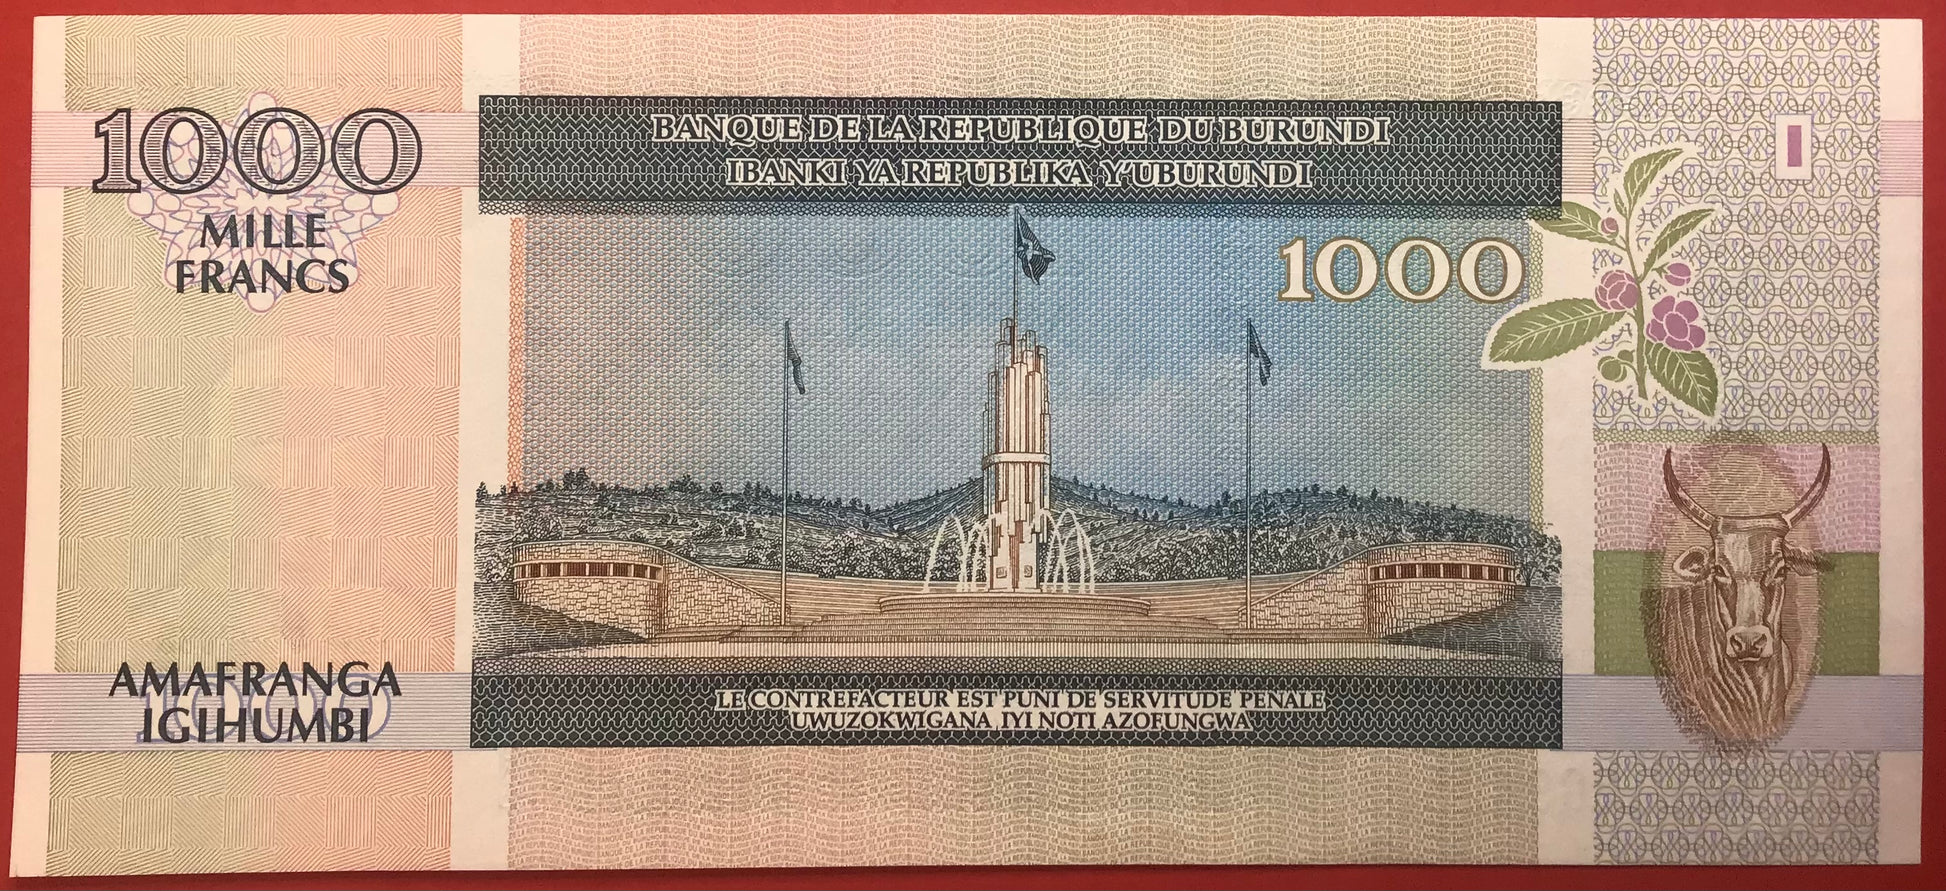 1000
MILLE
FRANCS
BANQUE DE LA REPUBLIQUE DU BURUNDI
IBANKI YA REPUBLIKA Y'UBURUNDI
1000
AMAFRANGA
IGIHUMBI
1000
LE CONTREFACTEUR EST PUNI DE SERVITUDE PENALE
UWUZOKWIGANA IYI NOTI AZOFUNGWA